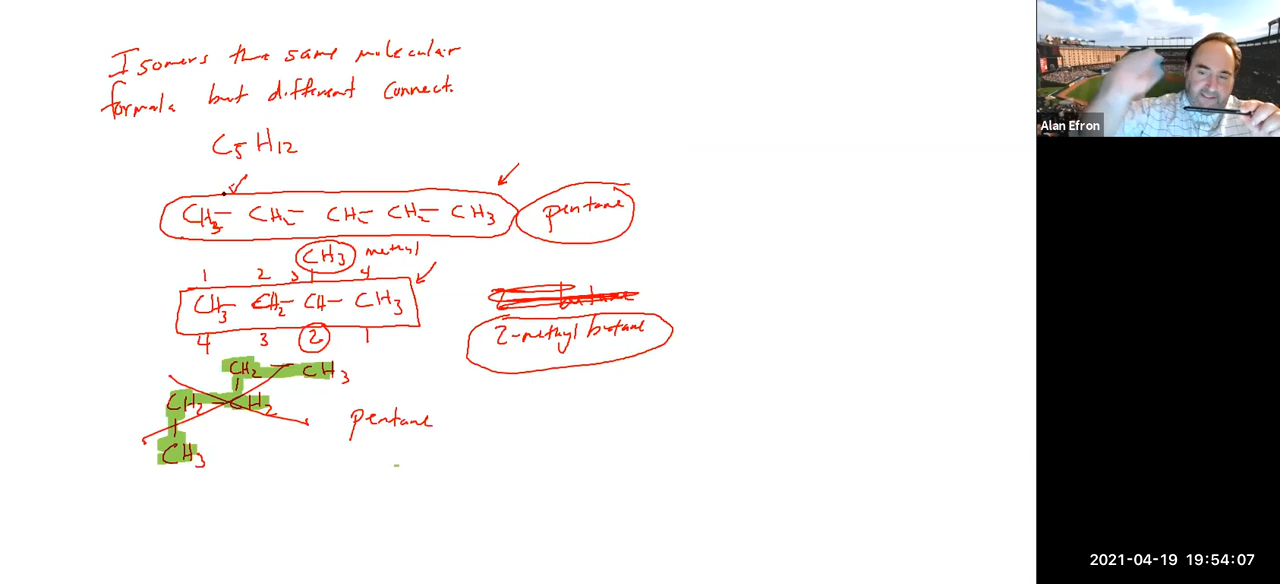 Isomers same molecular
formula but different connect.
C5H12
CH3- CH2- CH2- CH2- CH3 pentane
CH3 methyl
1 2 3 4
CH3- CH2- CH- CH3
2-methyl butane
4 3 2 1
CH2 - CH3
CH2 - CH2
pentane
CH3
Alan Efron
2021-04-19 19:54:07